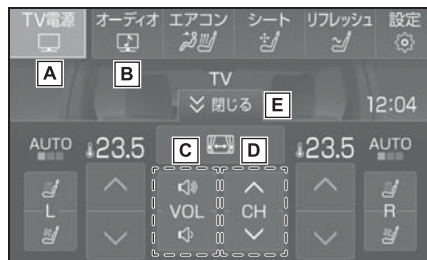 TV電源 オーディオ エアコン シート リフレッシュ 設定
A B
TV
閉じる E 12:04
AUTO 23.5 C D 23.5 AUTO
L VOL CH R